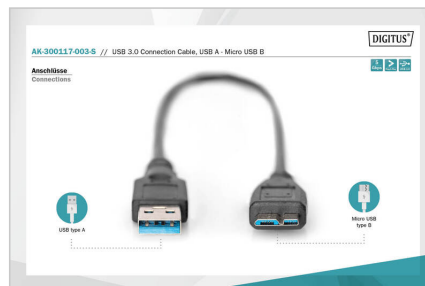 DIGITUS®
AK-300117-003-S // USB 3.0 Connection Cable, USB A - Micro USB B
Anschlüsse
Connections
5
USB type A
Micro USB
type B